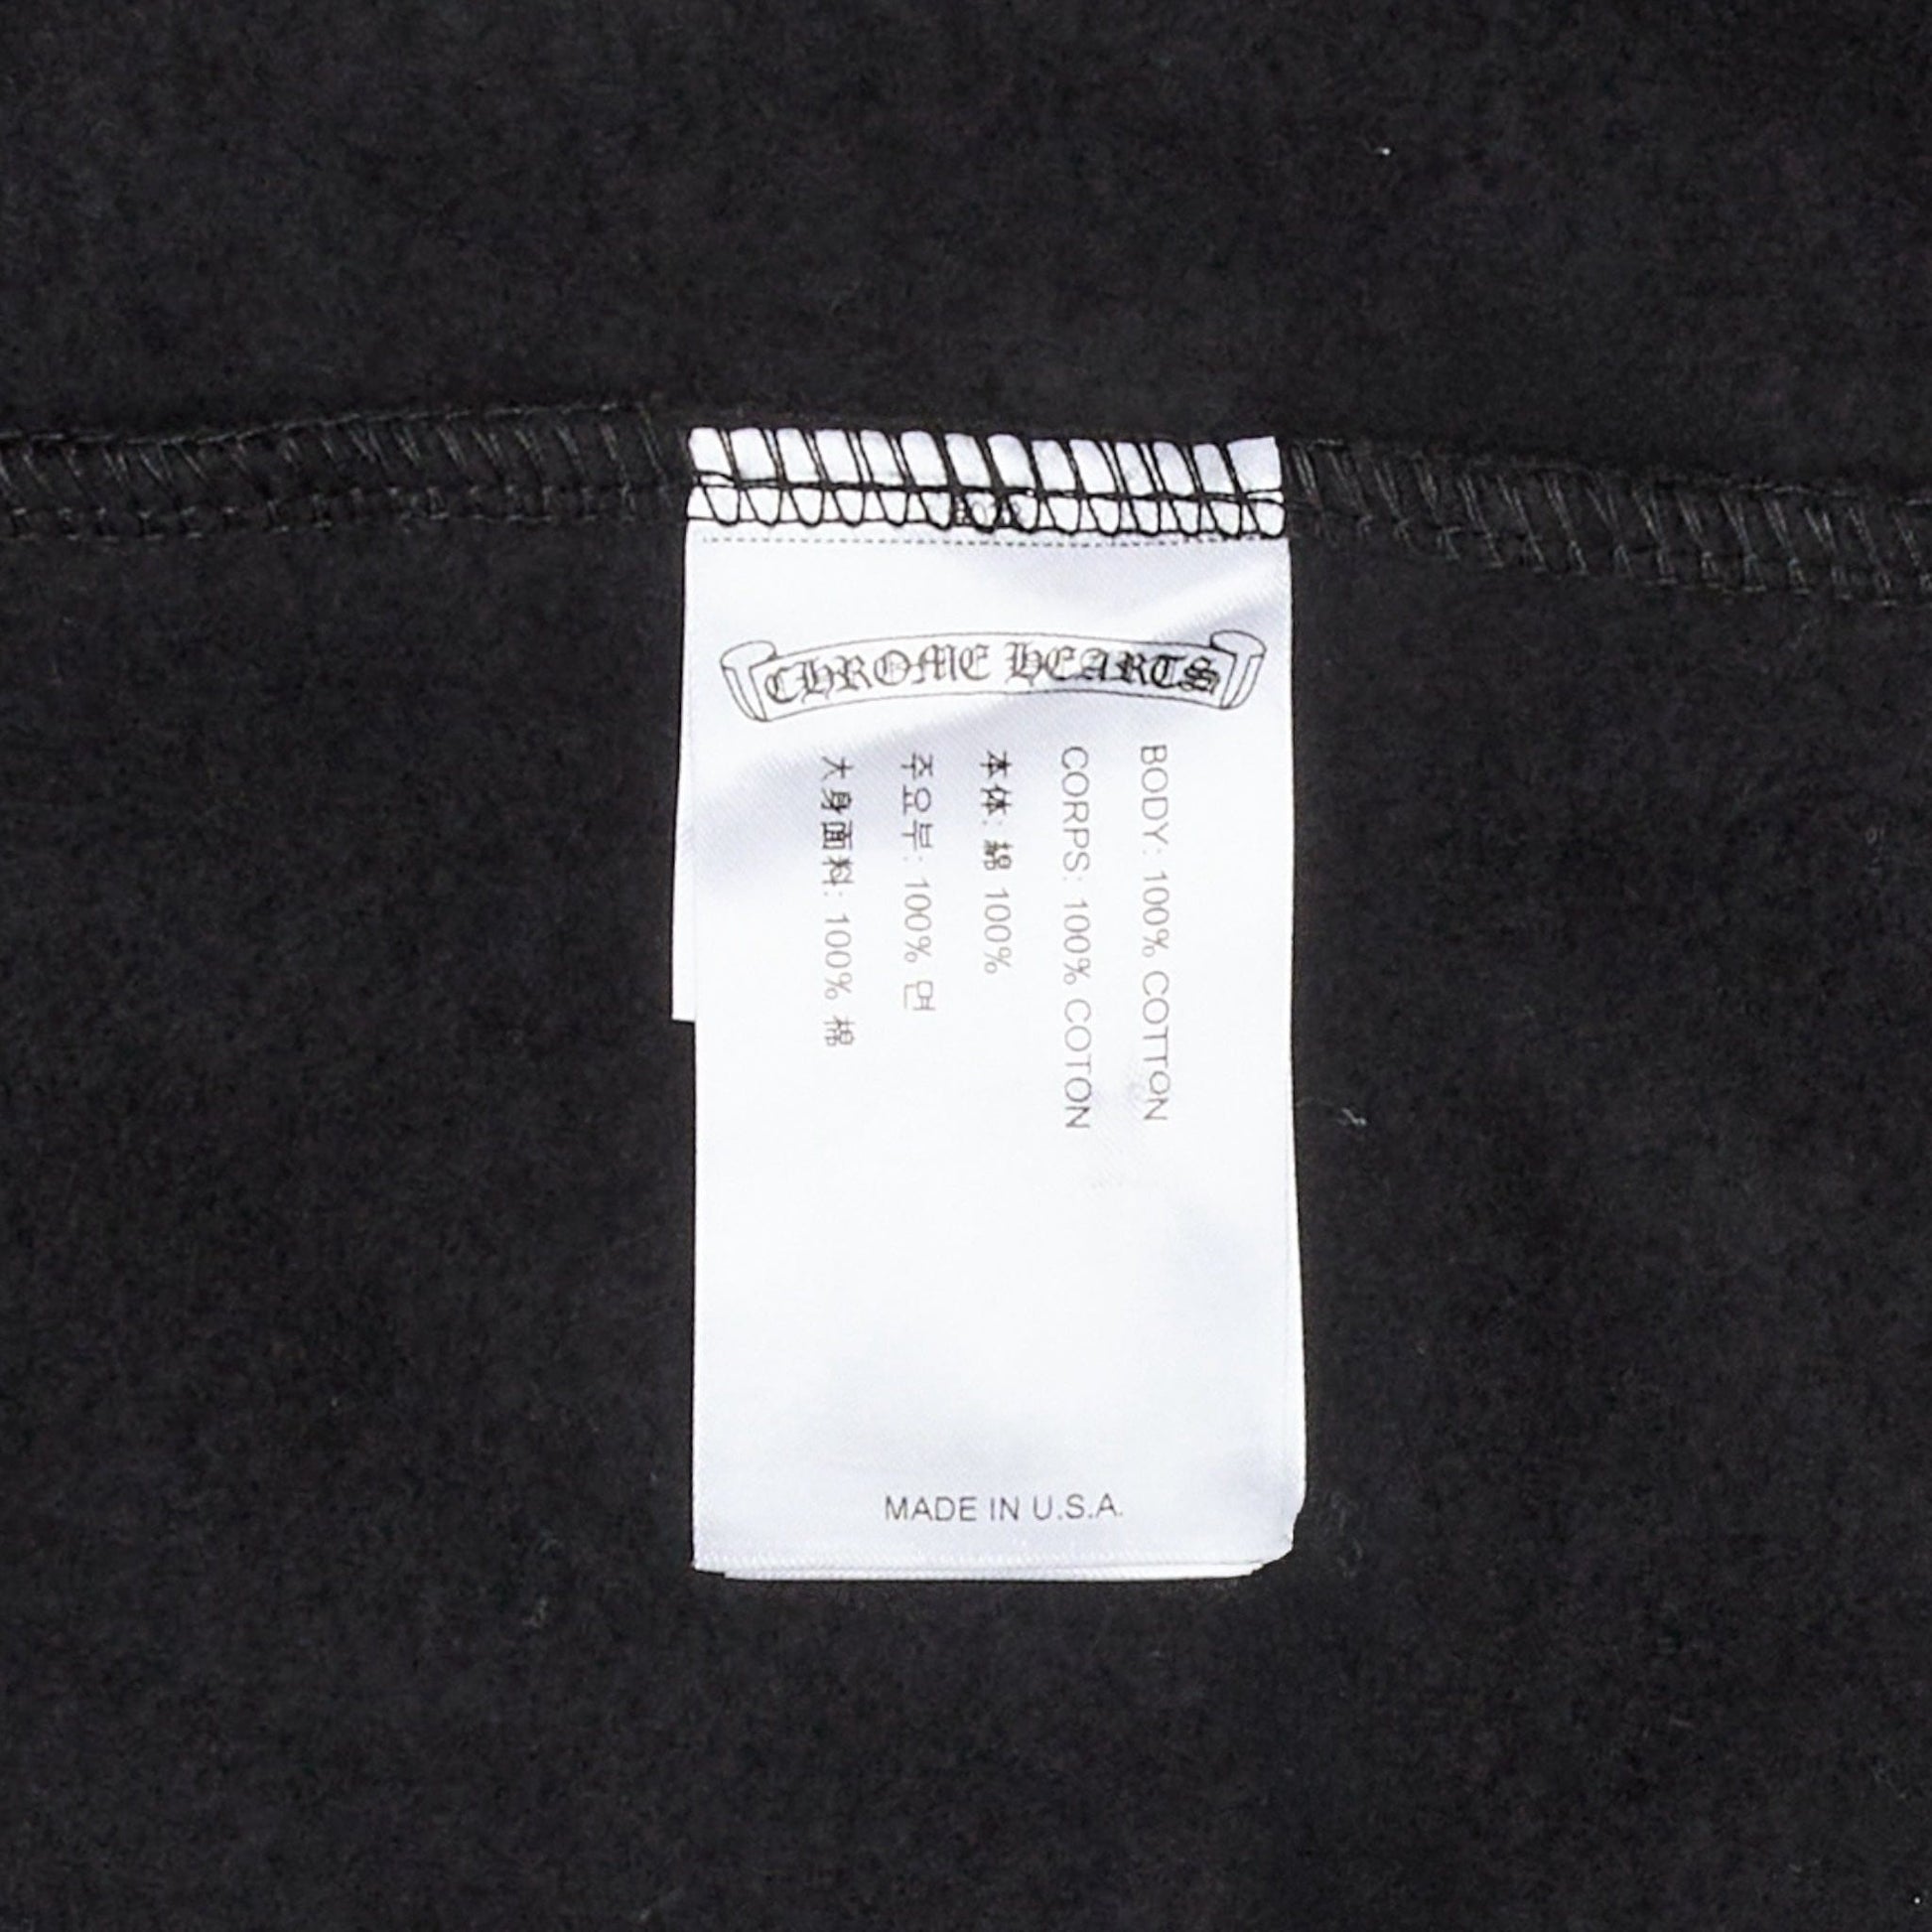 CHROME HEARTS
BODY: 100% COTTON
CORPS: 100% COTON
本体: 綿 100%
주요부: 100% 면
大身面料: 100% 棉
MADE IN U.S.A.